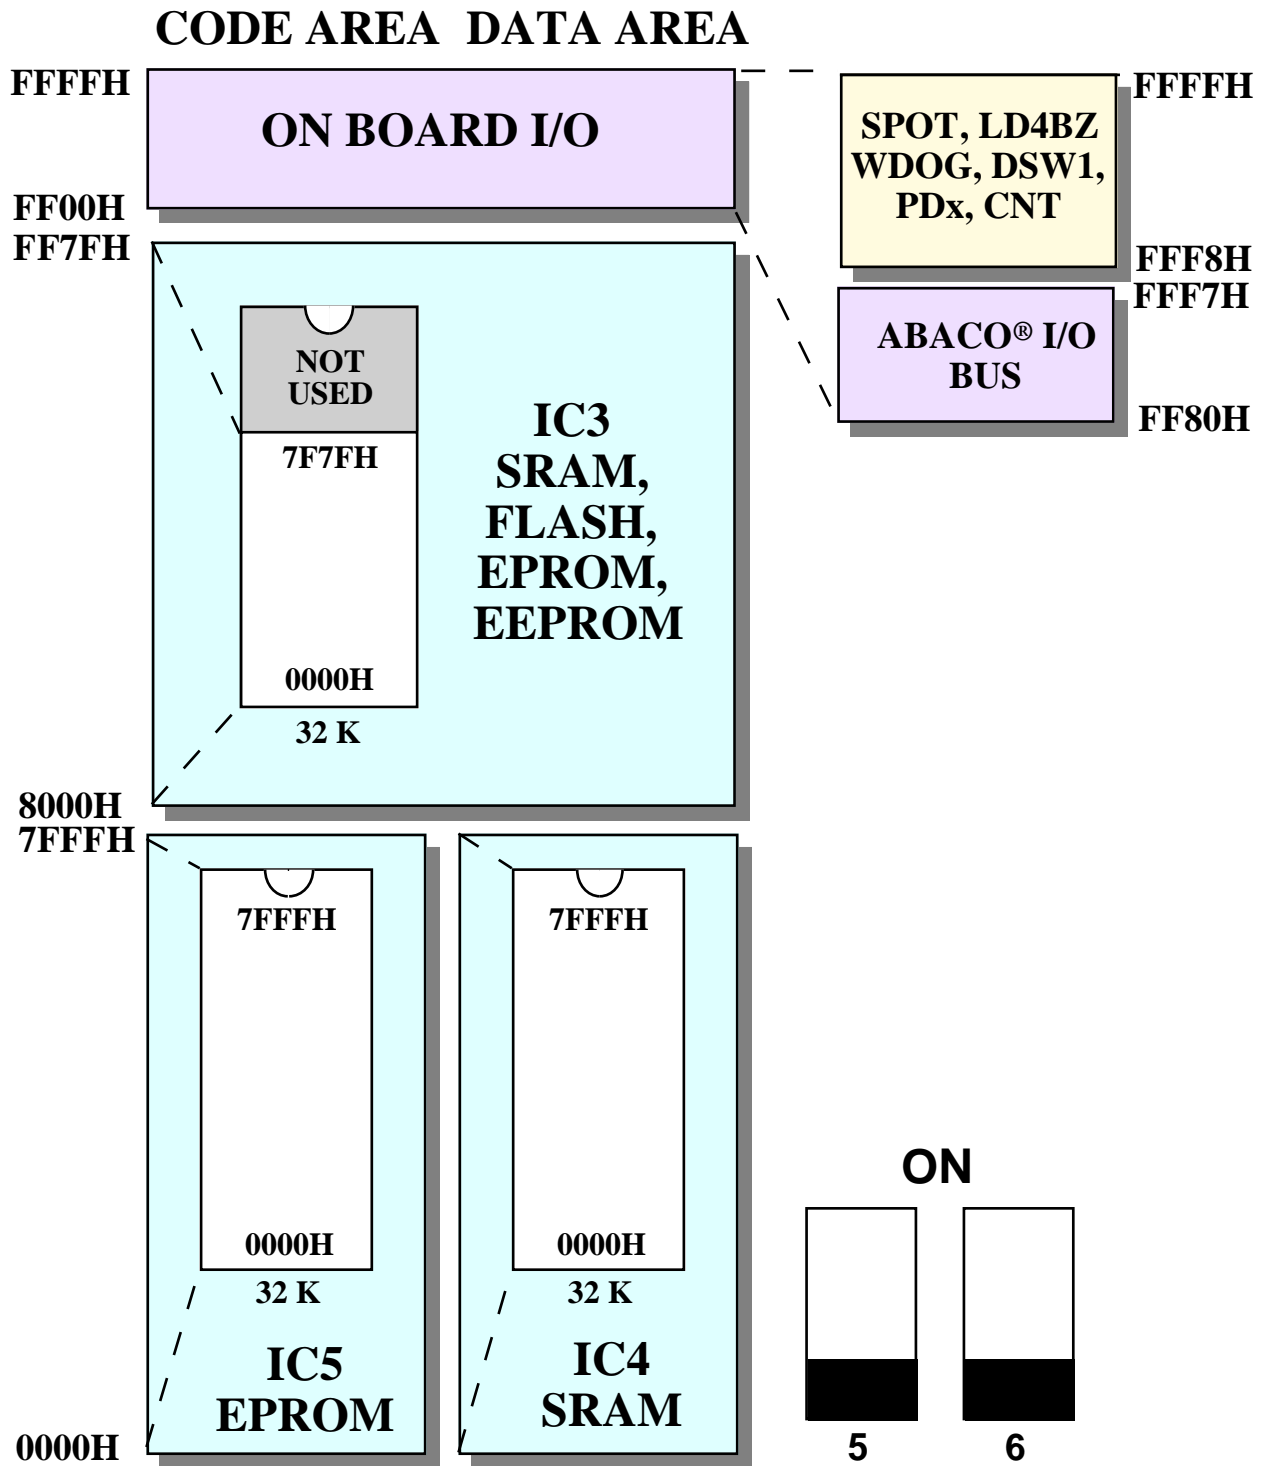 CODE AREA DATA AREA
FFFFH
ON BOARD I/O
FF00H
FFFFH
SPOT, LD4BZ
WDOG, DSW1,
PDx, CNT
FFF8H
FFF7H
ABACO® I/O
BUS
FF80H
FF7FH
NOT
USED
7F7FH
0000H
32 K
IC3
SRAM,
FLASH,
EPROM,
EEPROM
8000H
7FFFH
7FFFH
0000H
32 K
IC5
EPROM
7FFFH
0000H
32 K
IC4
SRAM
0000H
ON
5 6